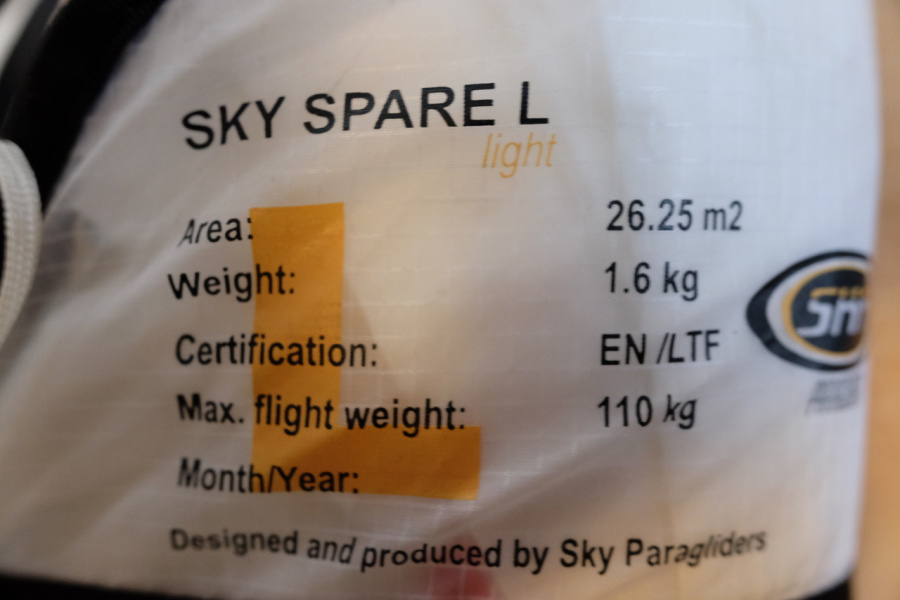 SKY SPARE L
light
Area: 26.25 m2
Weight: 1.6 kg
Certification: EN /LTF
Max. flight weight: 110 kg
Month/Year:
Designed and produced by Sky Paragliders
L
SKY